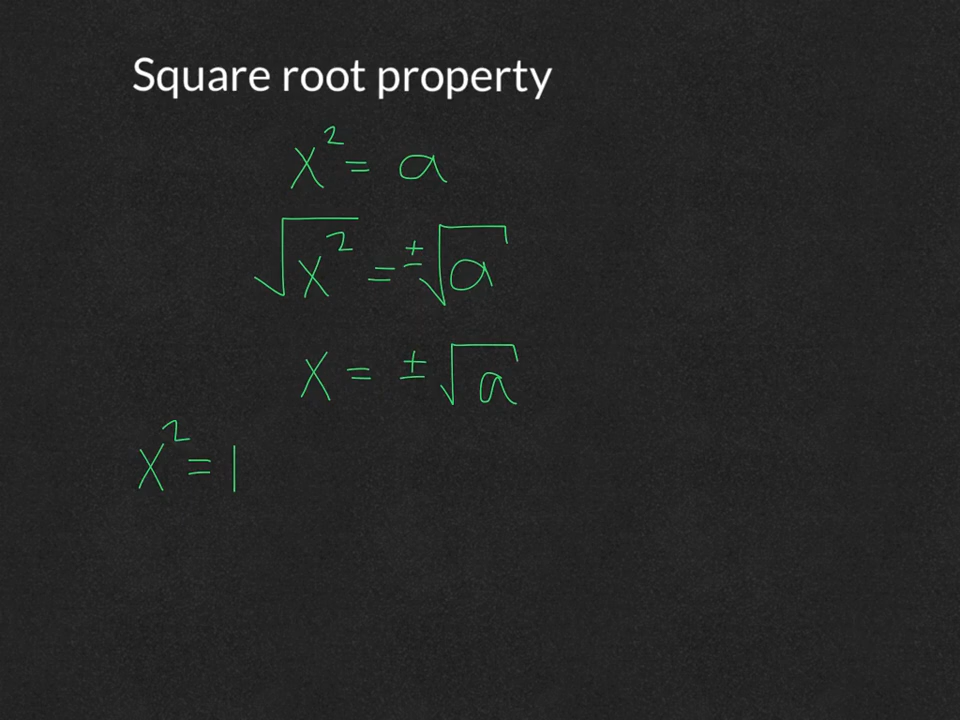 Square root property
x² = a
√x² = ±√a
x = ±√a
x² = 1